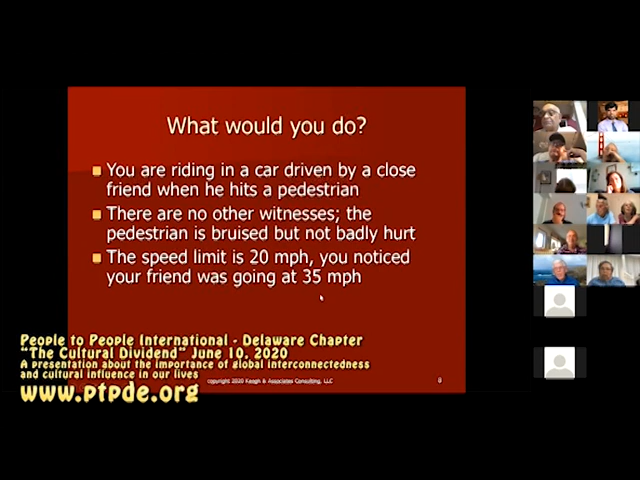 What would you do?
You are riding in a car driven by a close
friend when he hits a pedestrian
There are no other witnesses; the
pedestrian is bruised but not badly hurt
The speed limit is 20 mph, you noticed
your friend was going at 35 mph
People to People International - Delaware Chapter
"The Cultural Dividend" June 10, 2020
A presentation about the importance of global interconnectedness
and cultural influence in our lives
www.ptpde.org
copyright 2020 Keogh & Associates Consulting, LLC